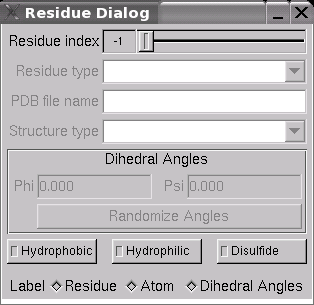 Residue Dialog
Residue index -1
Residue type
PDB file name
Structure type
Dihedral Angles
Phi 0.000 Psi 0.000
Randomize Angles
Hydrophobic Hydrophilic Disulfide
Label Residue Atom Dihedral Angles